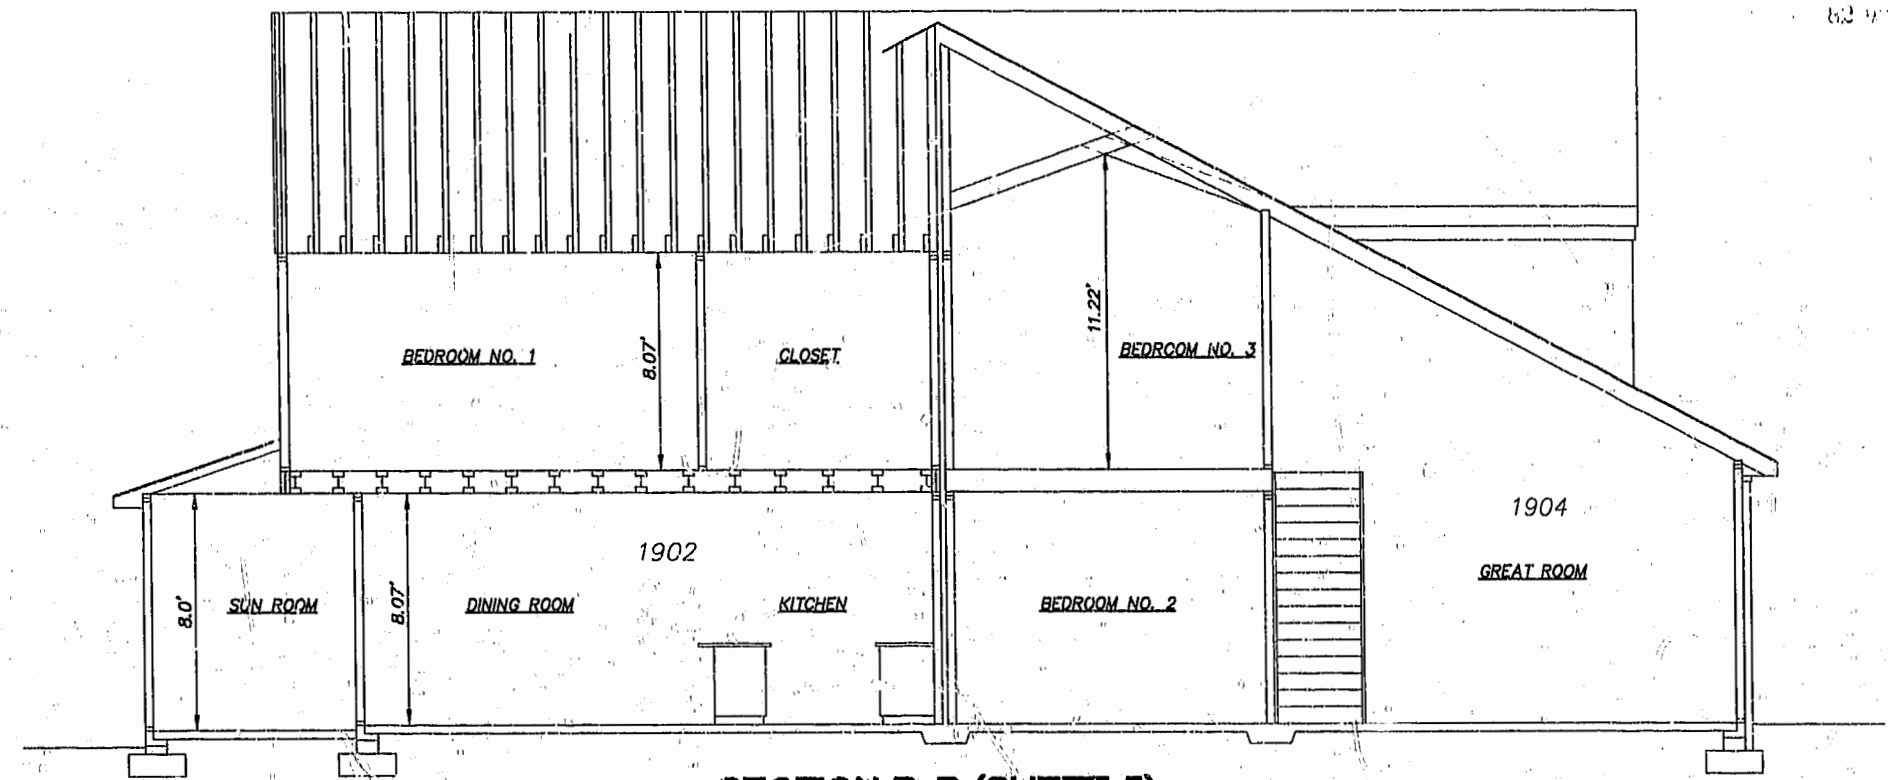 11.22'
BEDROOM NO. 1
8.07'
CLOSET
BEDROOM NO. 3
1904
1902
GREAT ROOM
8.0'
SUN ROOM
8.07'
DINING ROOM
KITCHEN
BEDROOM NO. 2